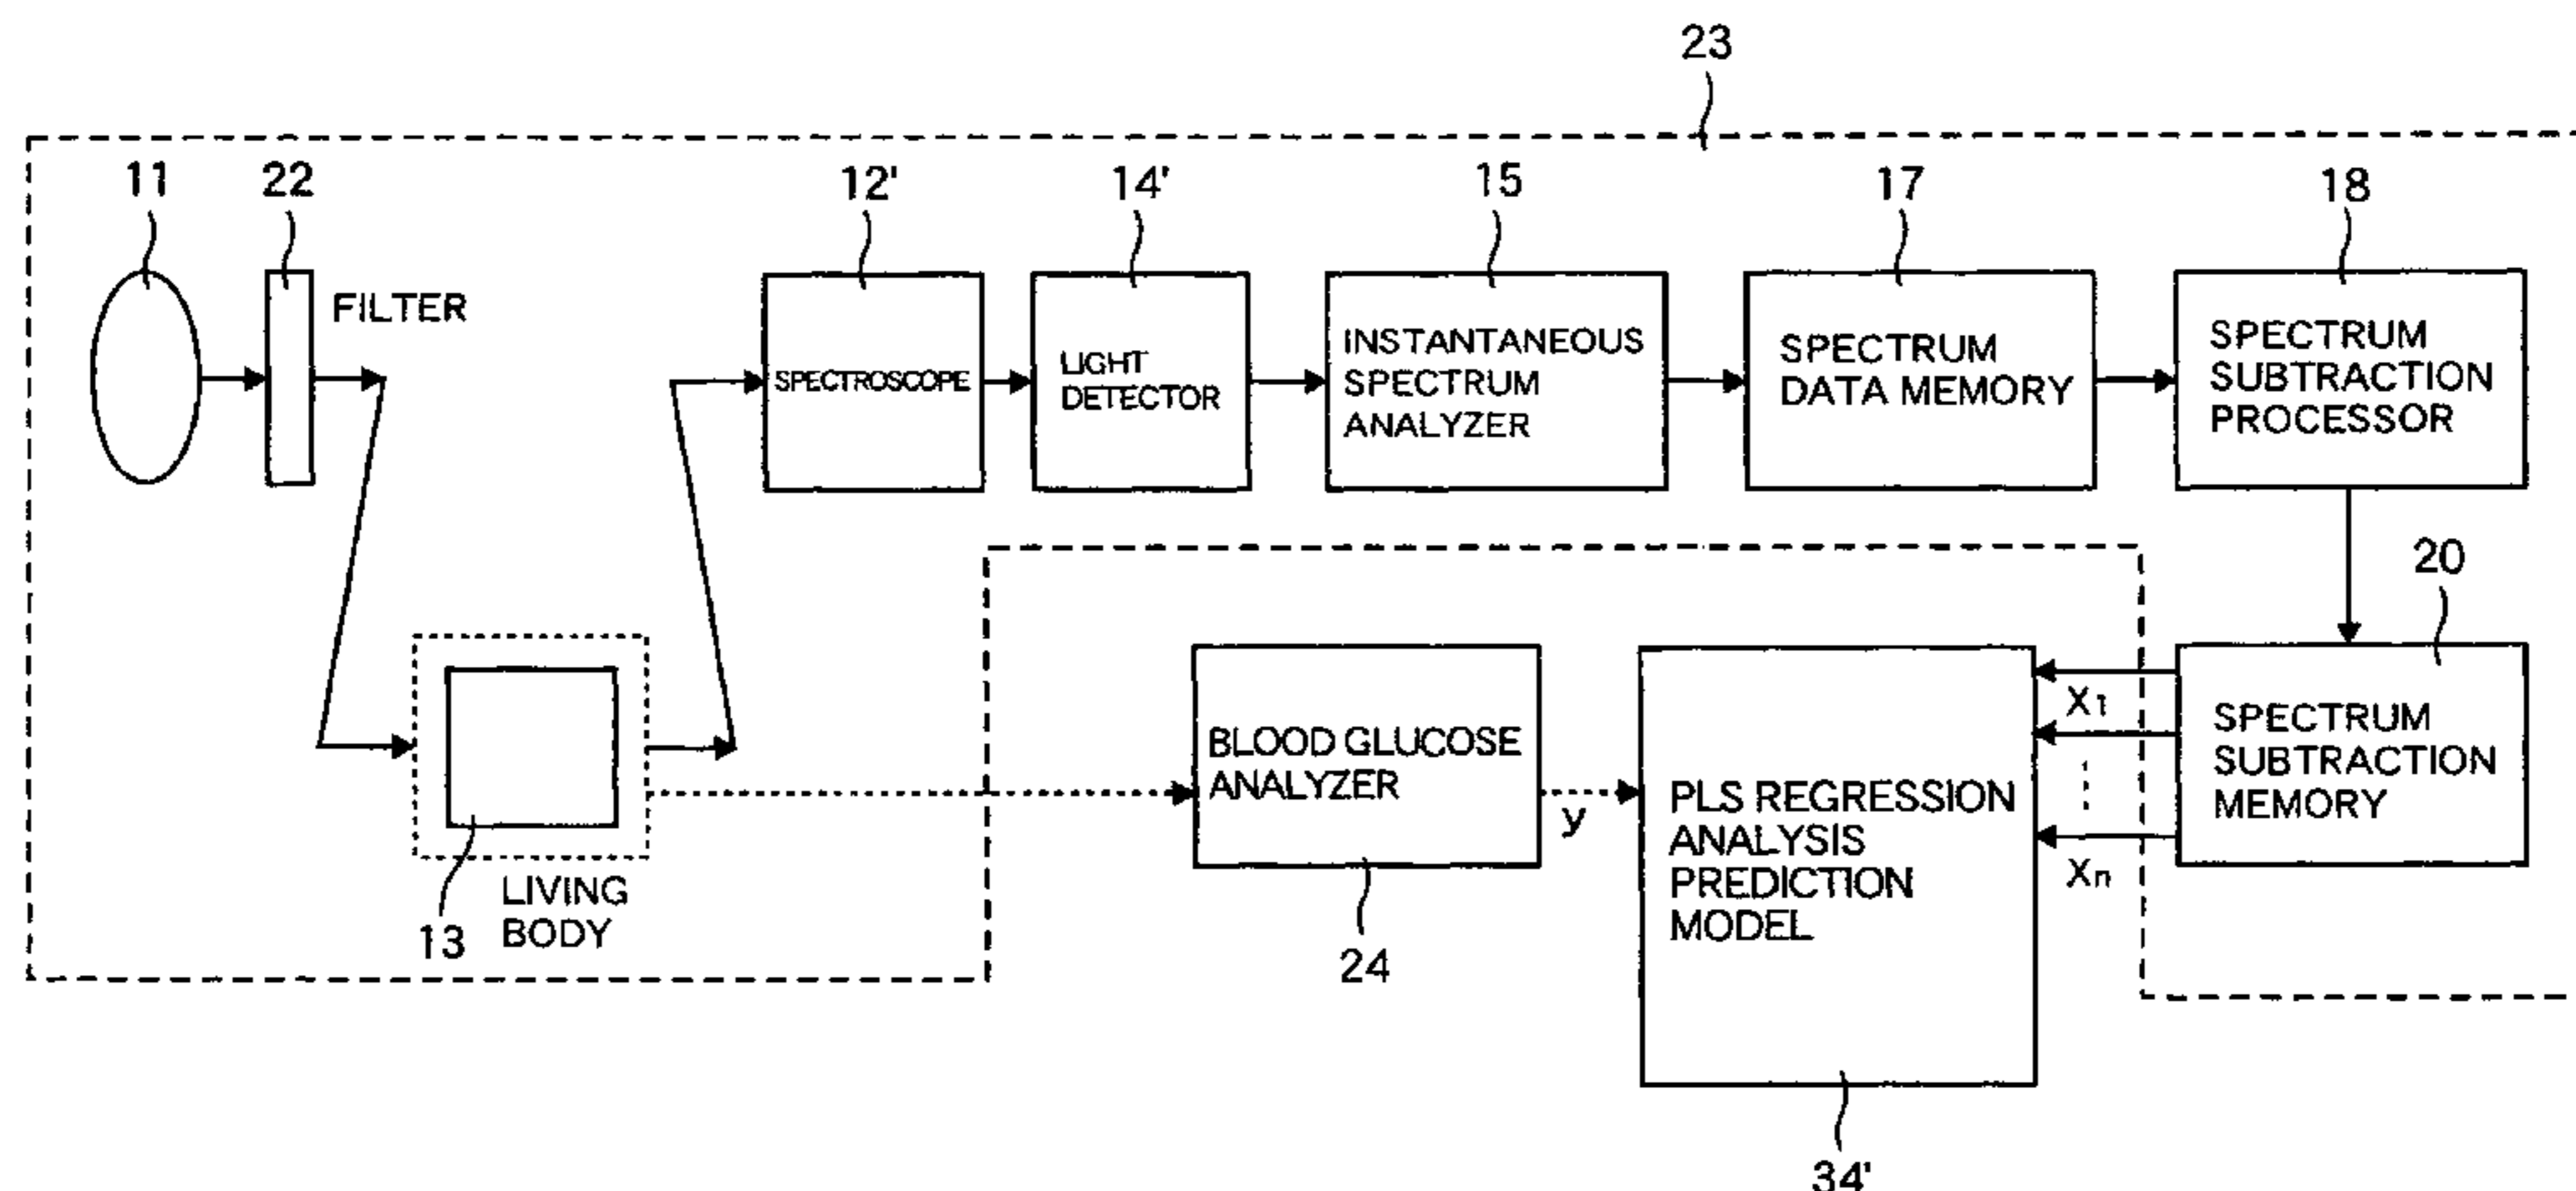 23
11
22
12'
14'
15
17
18
FILTER
SPECTROSCOPE
LIGHT
DETECTOR
INSTANTANEOUS
SPECTRUM
ANALYZER
SPECTRUM
DATA MEMORY
SPECTRUM
SUBTRACTION
PROCESSOR
20
13
LIVING
BODY
BLOOD GLUCOSE
ANALYZER
24
y
PLS REGRESSION
ANALYSIS
PREDICTION
MODEL
34'
X1
Xn
SPECTRUM
SUBTRACTION
MEMORY